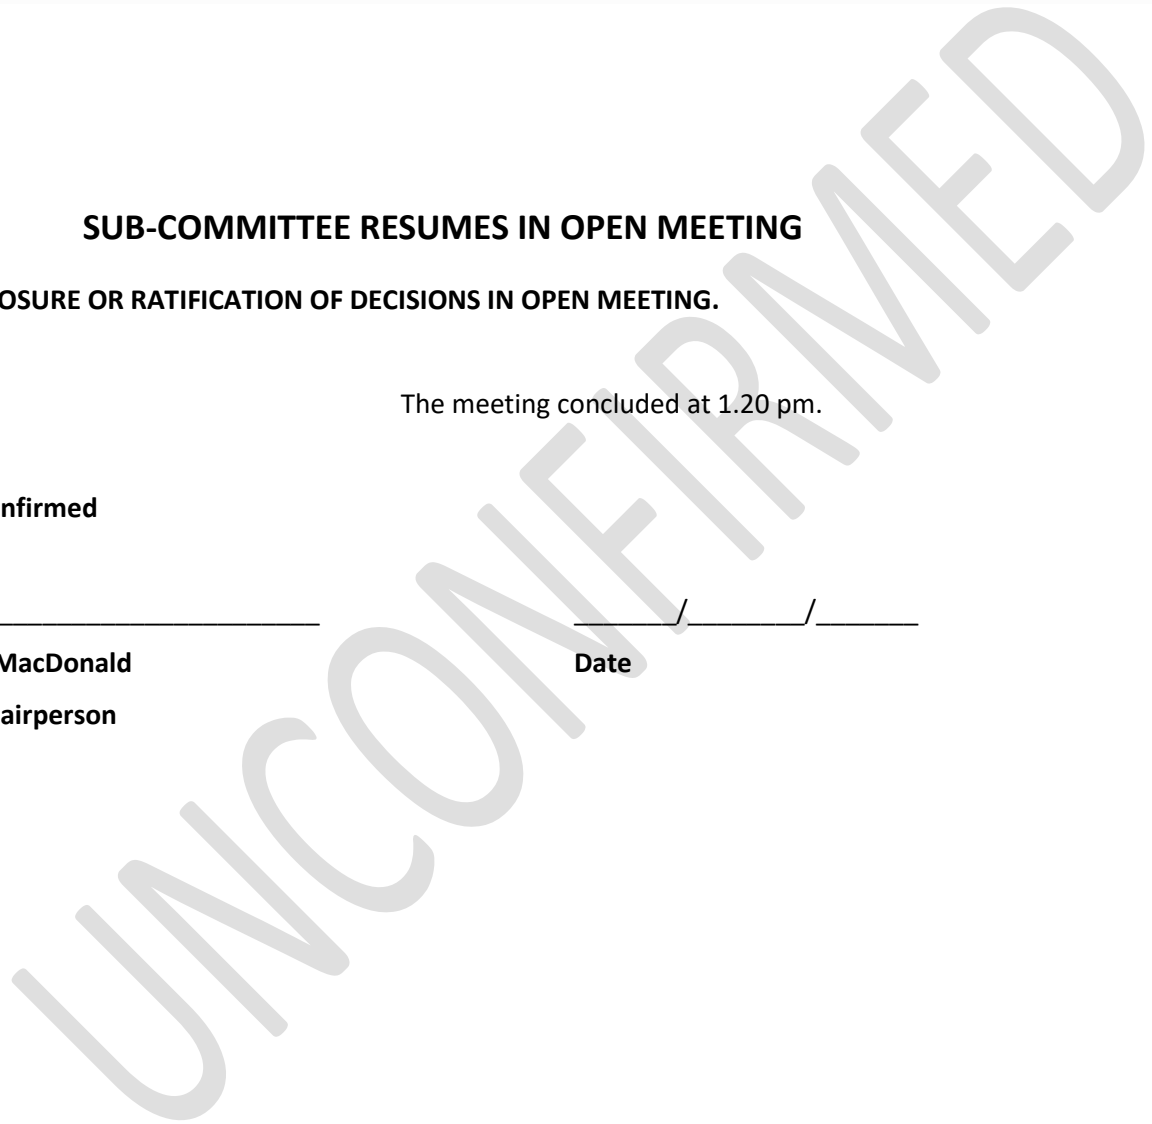 SUB-COMMITTEE RESUMES IN OPEN MEETING
OSURE OR RATIFICATION OF DECISIONS IN OPEN MEETING.
The meeting concluded at 1.20 pm.
nfirmed
_______________________ _______/________/_______
MacDonald Date
airperson
UNCONFIRMED